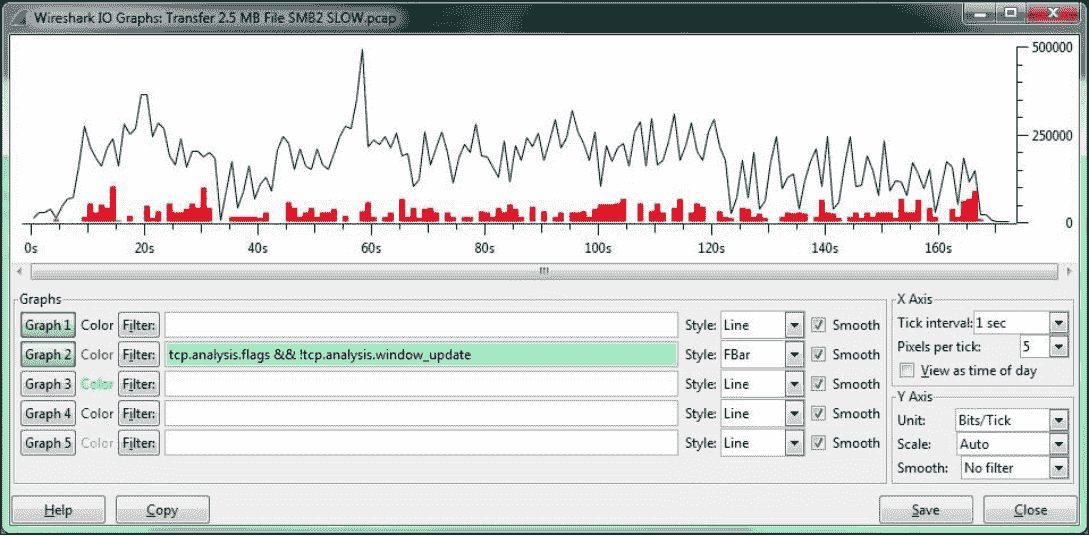 Wireshark IO Graphs: Transfer 2.5 MB File SMB2 SLOW.pcap
500000
250000
0
0s 20s 40s 60s 80s 100s 120s 140s 160s
Graphs
Graph 1 Color Filter: Style: Line Smooth
Graph 2 Color Filter: tcp.analysis.flags && !tcp.analysis.window_update Style: FBar Smooth
Graph 3 Color Filter: Style: Line Smooth
Graph 4 Color Filter: Style: Line Smooth
Graph 5 Color Filter: Style: Line Smooth
X Axis
Tick interval: 1 sec
Pixels per tick: 5
View as time of day
Y Axis
Unit: Bits/Tick
Scale: Auto
Smooth: No filter
Help Copy Save Close